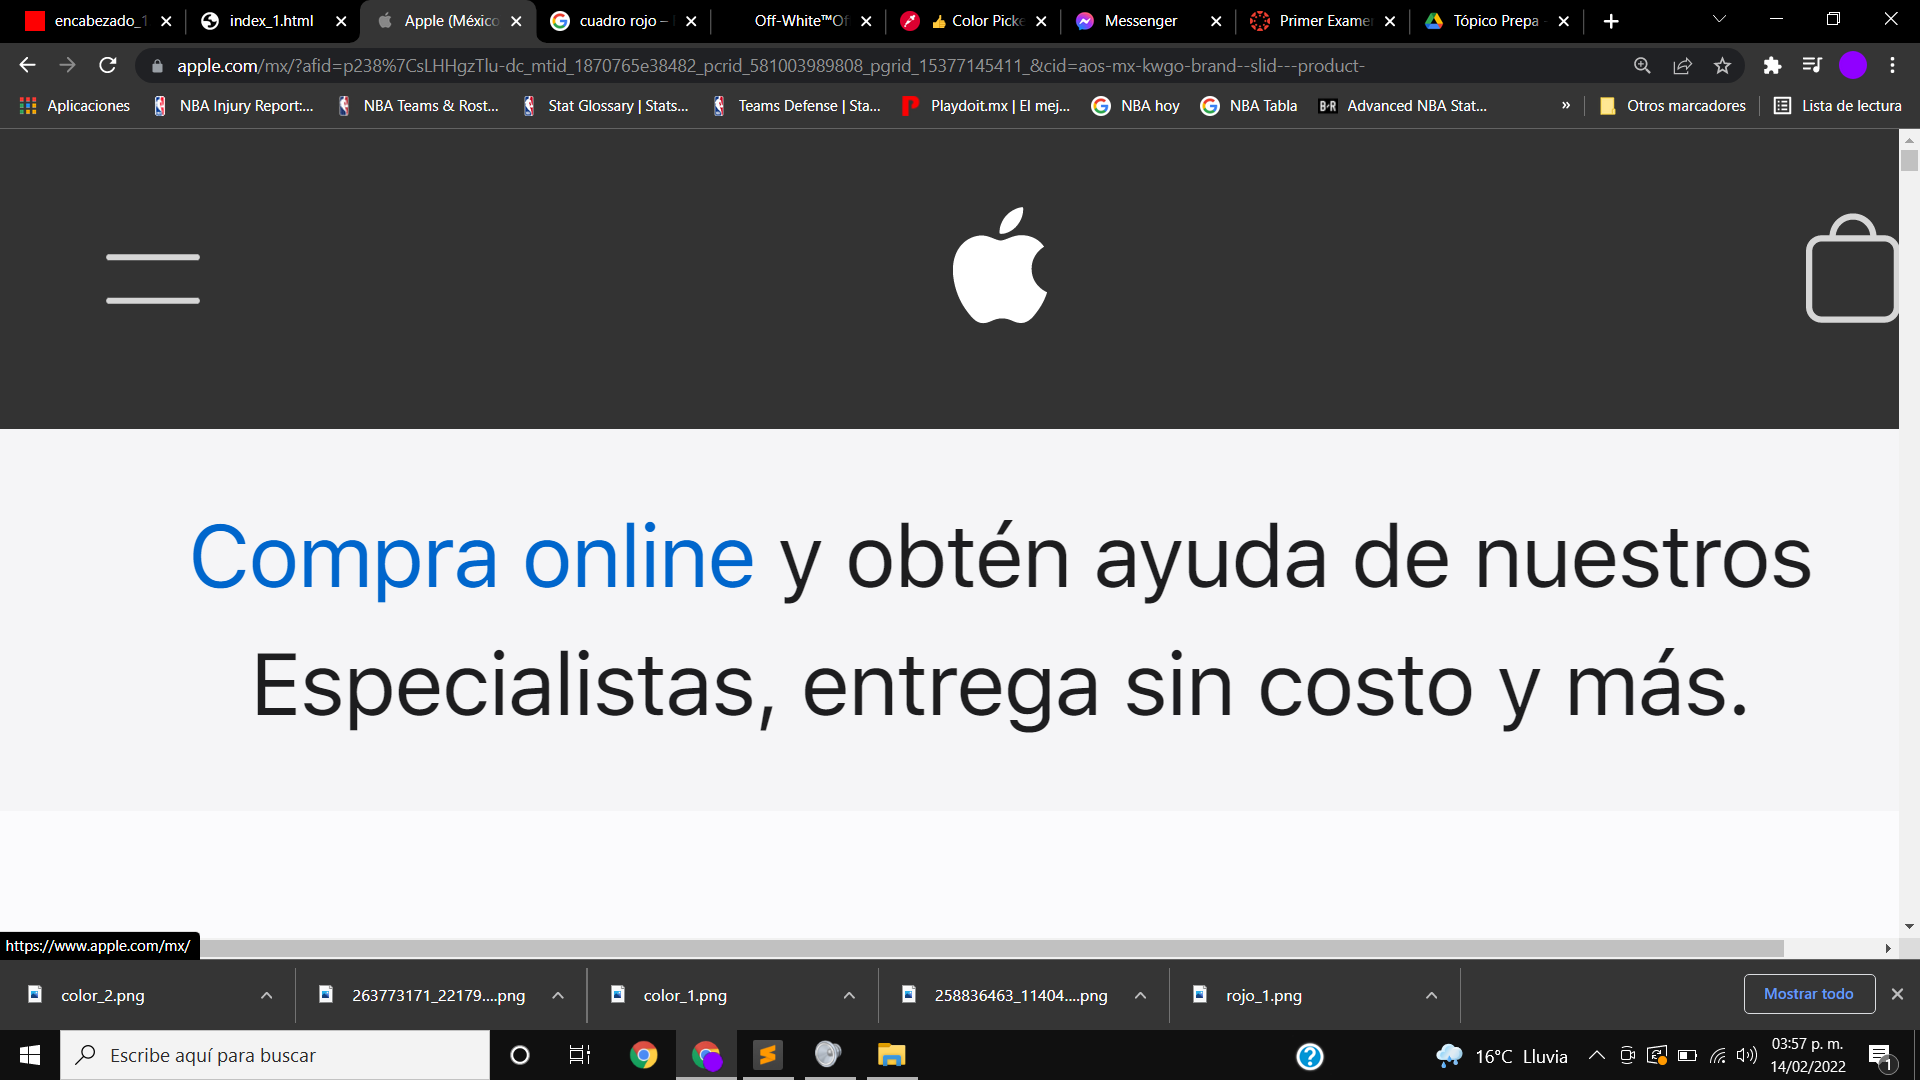 encabezado_1
index_1.html
Apple (México
cuadro rojo –
Off-White™Of
👍 Color Picke
Messenger
Primer Exame
Tópico Prepa
apple.com/mx/?afid=p238%7CsLHHgzTlu-dc_mtid_1870765e38482_pcrid_581003989808_pgrid_15377145411_&cid=aos-mx-kwgo-brand--slid---product-
Aplicaciones
NBA Injury Report:...
NBA Teams & Rost...
Stat Glossary | Stats...
Teams Defense | Sta...
Playdoit.mx | El mej...
NBA hoy
NBA Tabla
B/R
Advanced NBA Stat...
»
Otros marcadores
Lista de lectura
Compra online y obtén ayuda de nuestros
Especialistas, entrega sin costo y más.
https://www.apple.com/mx/
color_2.png
263773171_22179....png
color_1.png
258836463_11404....png
rojo_1.png
Mostrar todo
Escribe aquí para buscar
16°C Lluvia
03:57 p. m.
14/02/2022
1